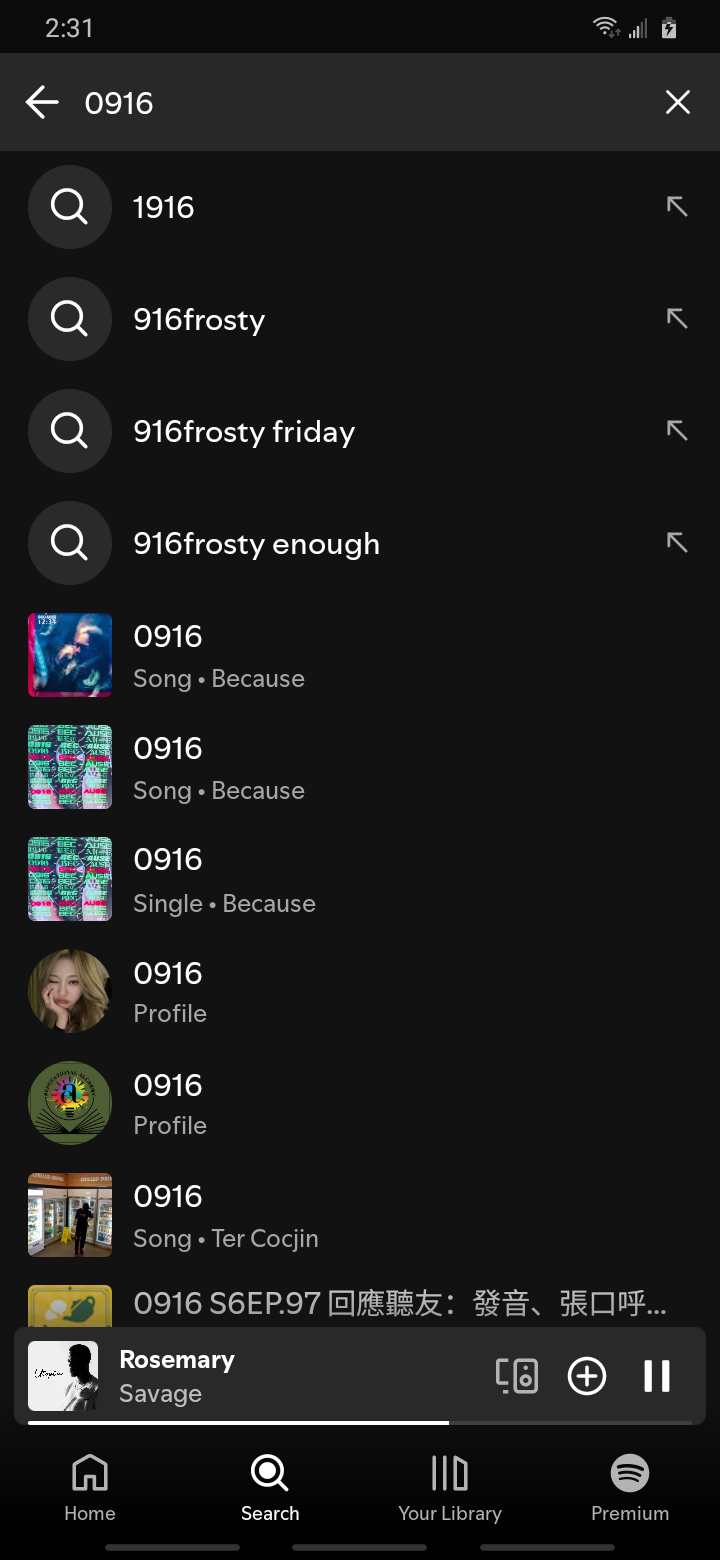 2:31
0916
1916
916frosty
916frosty friday
916frosty enough
0916
Song • Because
0916
Song • Because
0916
Single • Because
0916
Profile
0916
Profile
0916
Song • Ter Cocjin
0916 S6EP.97 回應聽友：發音、張口呼...
Utopia
Rosemary
Savage
Home
Search
Your Library
Premium